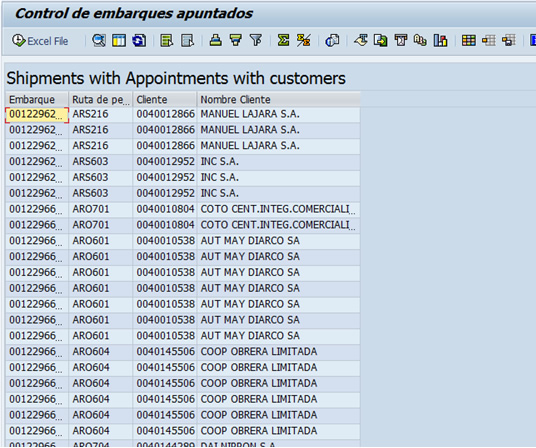 Control de embarques apuntados
Excel File
Shipments with Appointments with customers
Embarque Ruta de pe... Cliente Nombre Cliente
00122962... ARS216 0040012866 MANUEL LAJARA S.A.
00122962... ARS216 0040012866 MANUEL LAJARA S.A.
00122962... ARS216 0040012866 MANUEL LAJARA S.A.
00122962... ARS603 0040012952 INC S.A.
00122962... ARS603 0040012952 INC S.A.
00122962... ARS603 0040012952 INC S.A.
00122966... ARO701 0040010804 COTO CENT.INTEG.COMERCIALI...
00122966... ARO701 0040010804 COTO CENT.INTEG.COMERCIALI...
00122966... ARO601 0040010538 AUT MAY DIARCO SA
00122966... ARO601 0040010538 AUT MAY DIARCO SA
00122966... ARO601 0040010538 AUT MAY DIARCO SA
00122966... ARO601 0040010538 AUT MAY DIARCO SA
00122966... ARO601 0040010538 AUT MAY DIARCO SA
00122966... ARO601 0040010538 AUT MAY DIARCO SA
00122966... ARO601 0040010538 AUT MAY DIARCO SA
00122966... ARO604 0040145506 COOP OBRERA LIMITADA
00122966... ARO604 0040145506 COOP OBRERA LIMITADA
00122966... ARO604 0040145506 COOP OBRERA LIMITADA
00122966... ARO604 0040145506 COOP OBRERA LIMITADA
00122966... ARO604 0040145506 COOP OBRERA LIMITADA
00122966... ARO704 0040144289 DAI NIPPON S.A.